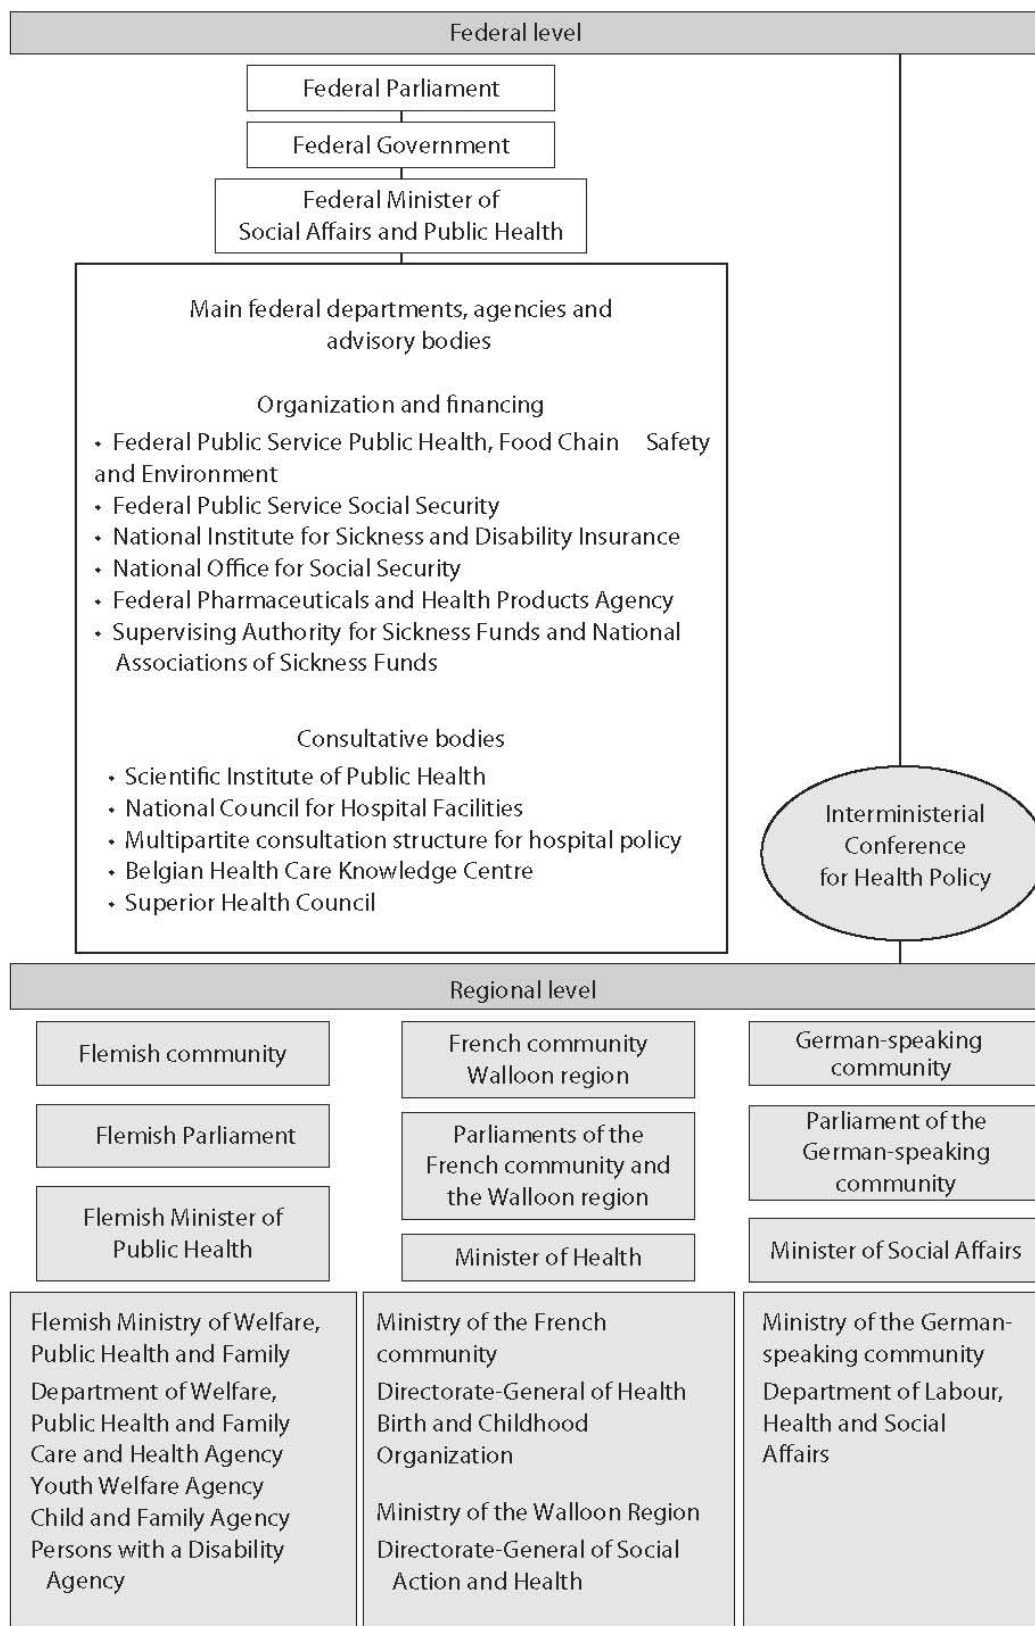 Federal level
Federal Parliament
Federal Government
Federal Minister of
Social Affairs and Public Health
Main federal departments, agencies and
advisory bodies
Organization and financing
• Federal Public Service Public Health, Food Chain Safety
and Environment
• Federal Public Service Social Security
• National Institute for Sickness and Disability Insurance
• National Office for Social Security
• Federal Pharmaceuticals and Health Products Agency
• Supervising Authority for Sickness Funds and National
Associations of Sickness Funds
Consultative bodies
• Scientific Institute of Public Health
• National Council for Hospital Facilities
• Multipartite consultation structure for hospital policy
• Belgian Health Care Knowledge Centre
• Superior Health Council
Interministerial
Conference
for Health Policy
Regional level
Flemish community
Flemish Parliament
Flemish Minister of
Public Health
Flemish Ministry of Welfare,
Public Health and Family
Department of Welfare,
Public Health and Family
Care and Health Agency
Youth Welfare Agency
Child and Family Agency
Persons with a Disability
Agency
French community
Walloon region
Parliaments of the
French community and
the Walloon region
Minister of Health
Ministry of the French
community
Directorate-General of Health
Birth and Childhood
Organization
Ministry of the Walloon Region
Directorate-General of Social
Action and Health
German-speaking
community
Parliament of the
German-speaking
community
Minister of Social Affairs
Ministry of the German-
speaking community
Department of Labour,
Health and Social
Affairs